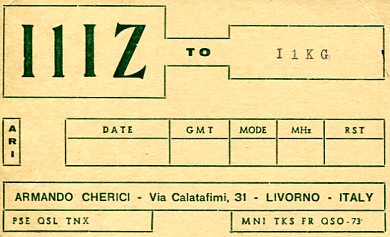 I1IZ TO I1KG
ARI
DATE GMT MODE MHz RST
ARMANDO CHERICI - Via Calatafimi, 31 - LIVORNO - ITALY
PSE QSL TNX MNI TKS FR QSO-73'